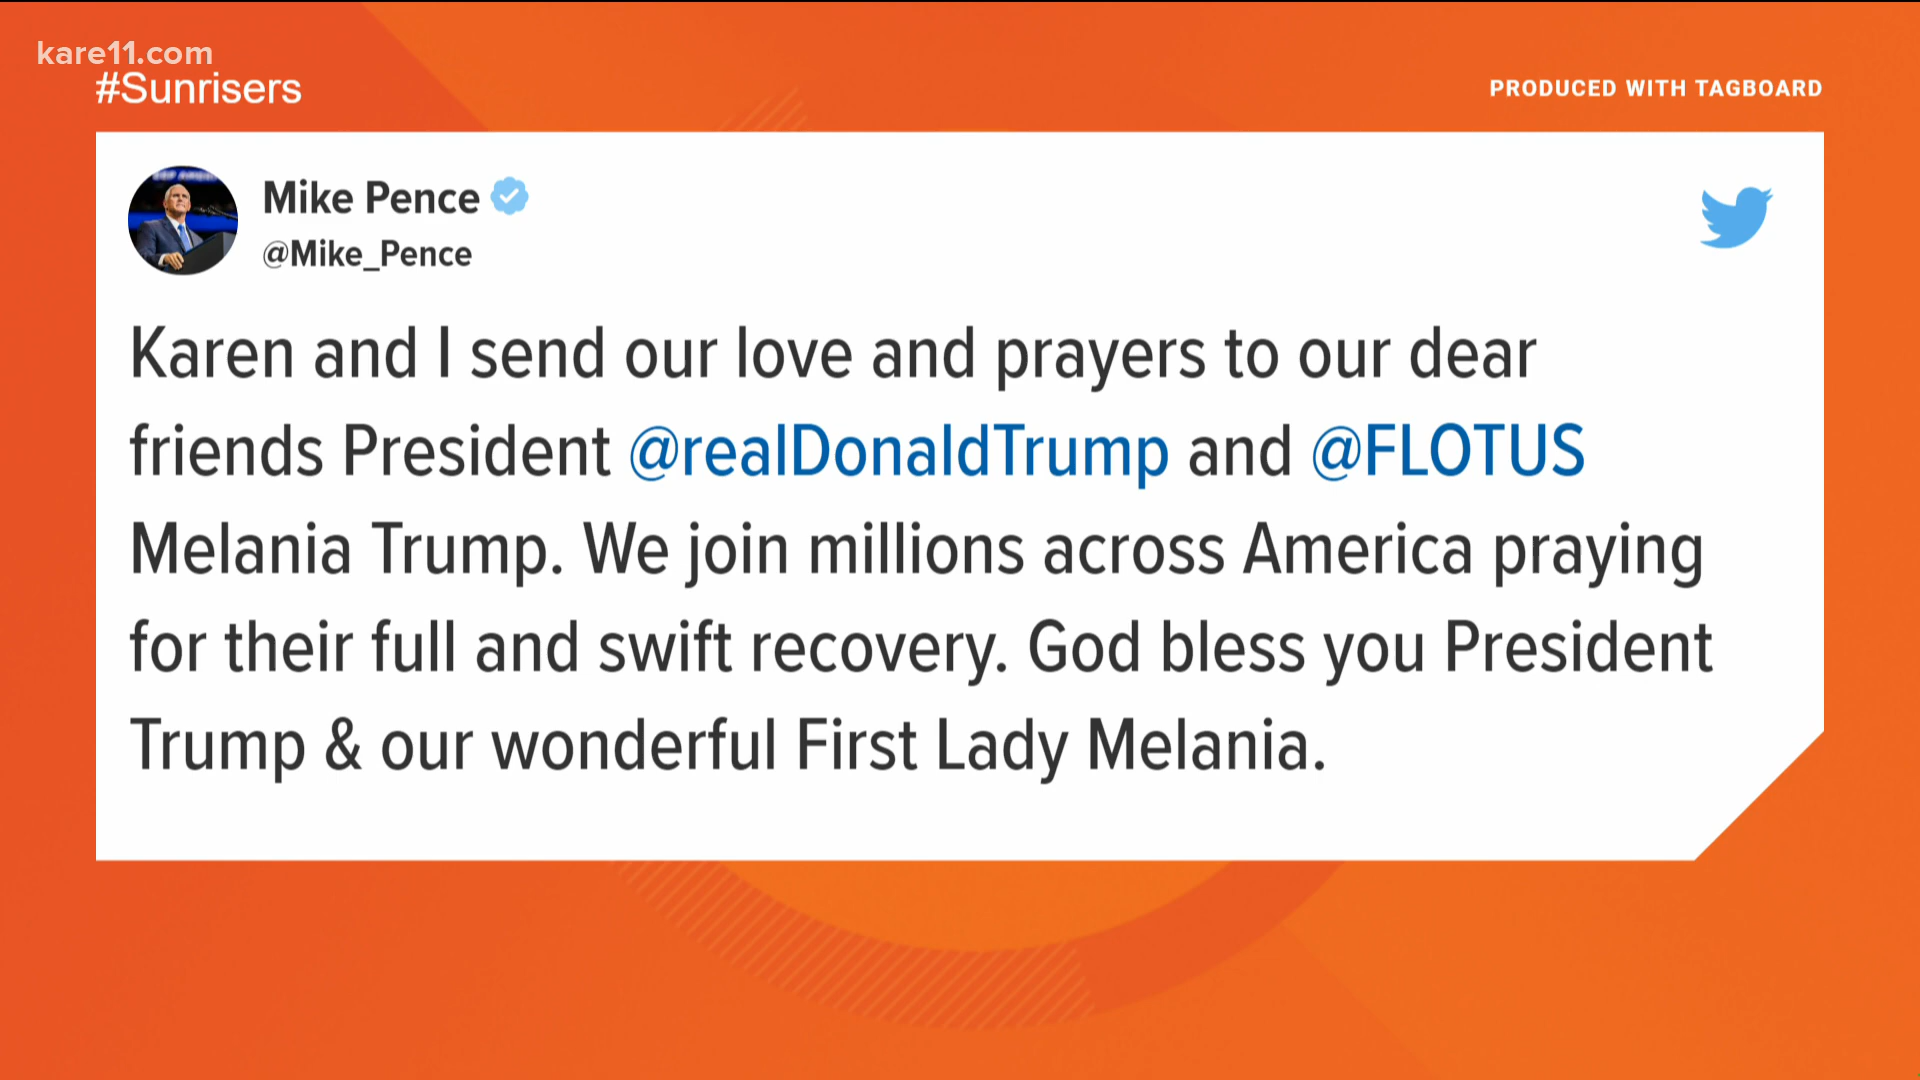 kare11.com
#Sunrisers
PRODUCED WITH TAGBOARD
Mike Pence
@Mike_Pence
Karen and I send our love and prayers to our dear
friends President @realDonaldTrump and @FLOTUS
Melania Trump. We join millions across America praying
for their full and swift recovery. God bless you President
Trump & our wonderful First Lady Melania.